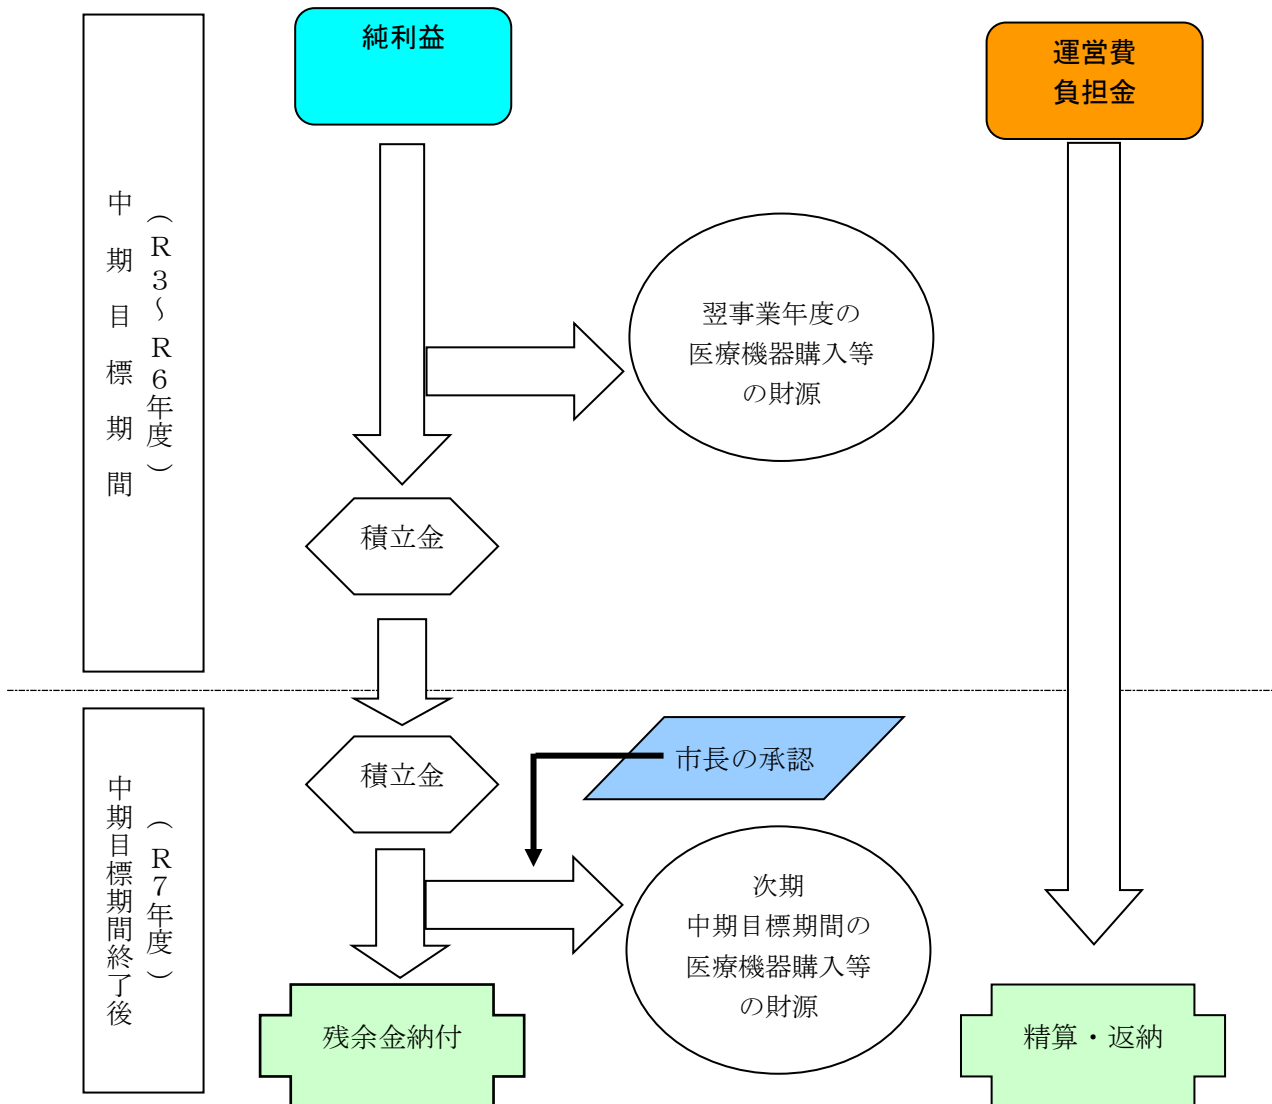 純利益
運営費
負担金
中期目標期間
（R３～R６年度）
翌事業年度の
医療機器購入等
の財源
積立金
中期目標期間終了後
（R７年度）
積立金
市長の承認
次期
中期目標期間の
医療機器購入等
の財源
残余金納付
精算・返納